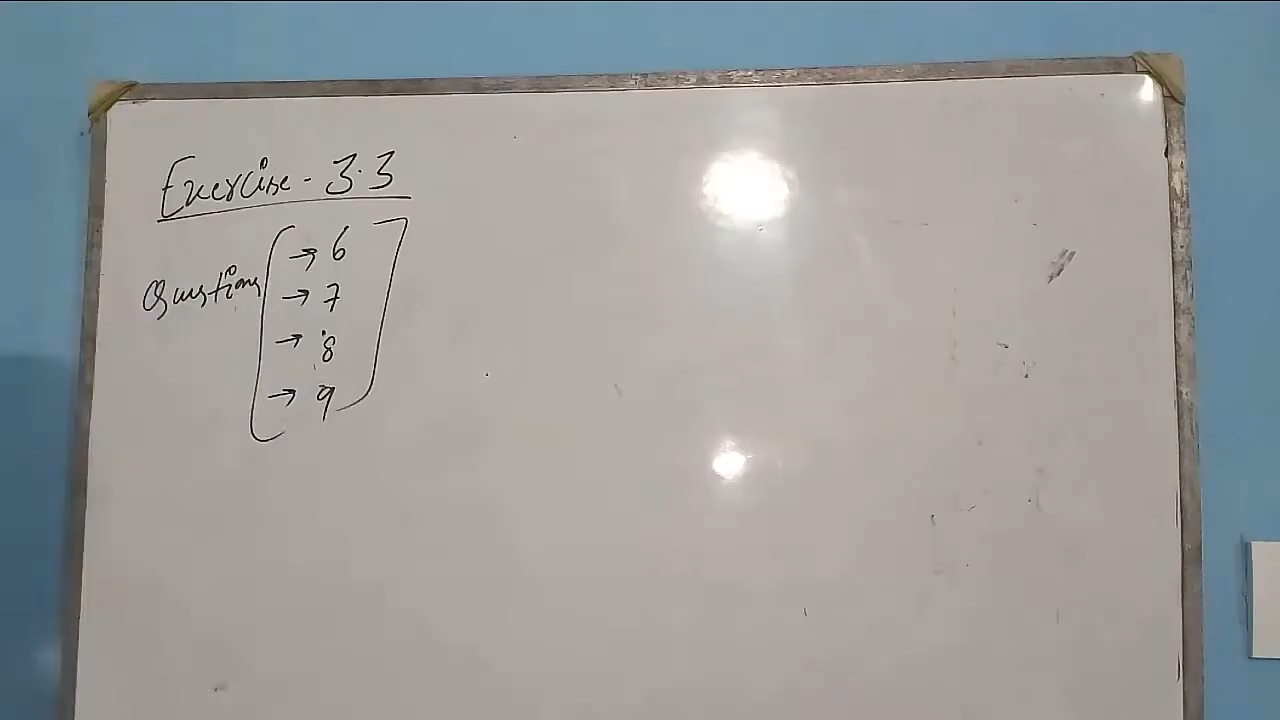 Exercise - 3.3
Questions → 6
→ 7
→ 8
→ 9